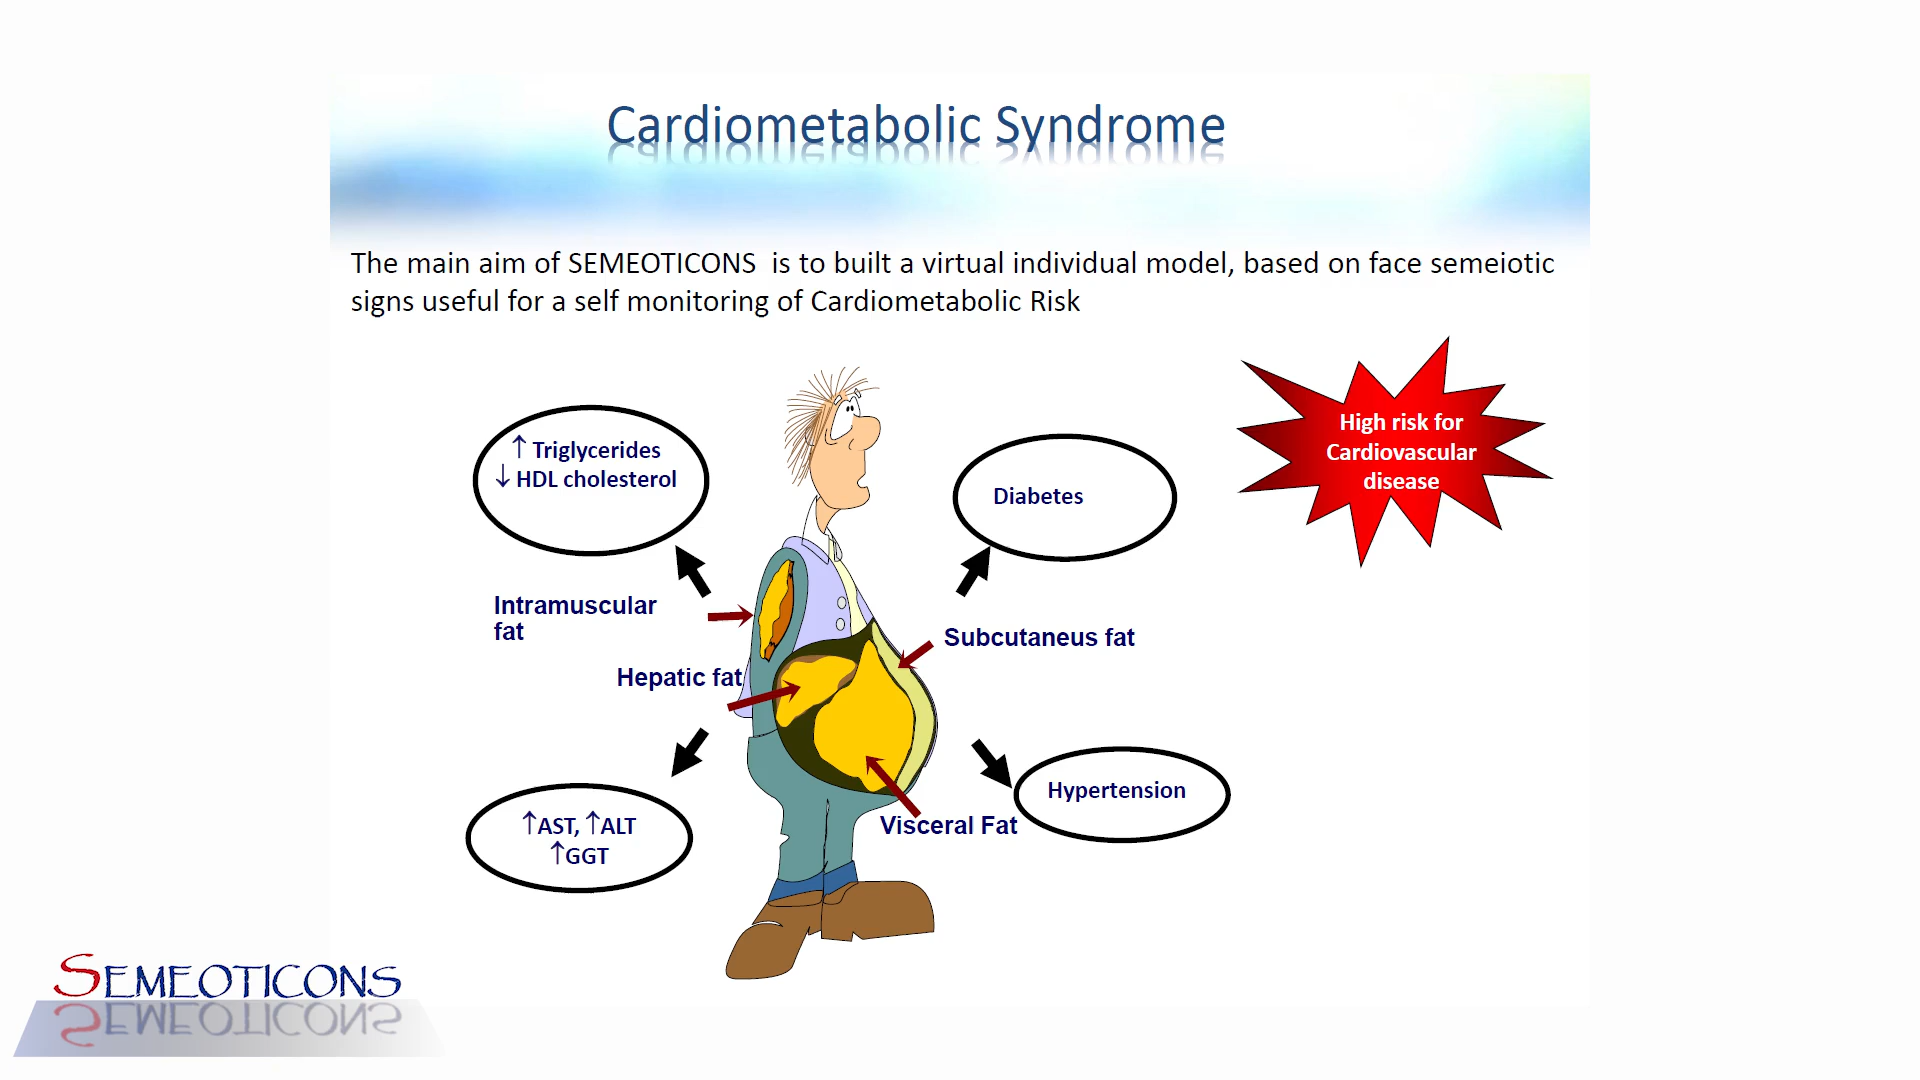 Cardiometabolic Syndrome
The main aim of SEMEOTICONS is to built a virtual individual model, based on face semeiotic
signs useful for a self monitoring of Cardiometabolic Risk
↑ Triglycerides
↓ HDL cholesterol
Diabetes
High risk for
Cardiovascular
disease
Intramuscular
fat
Subcutaneus fat
Hepatic fat
Hypertension
Visceral Fat
↑AST, ↑ALT
↑GGT
SEMEOTICONS